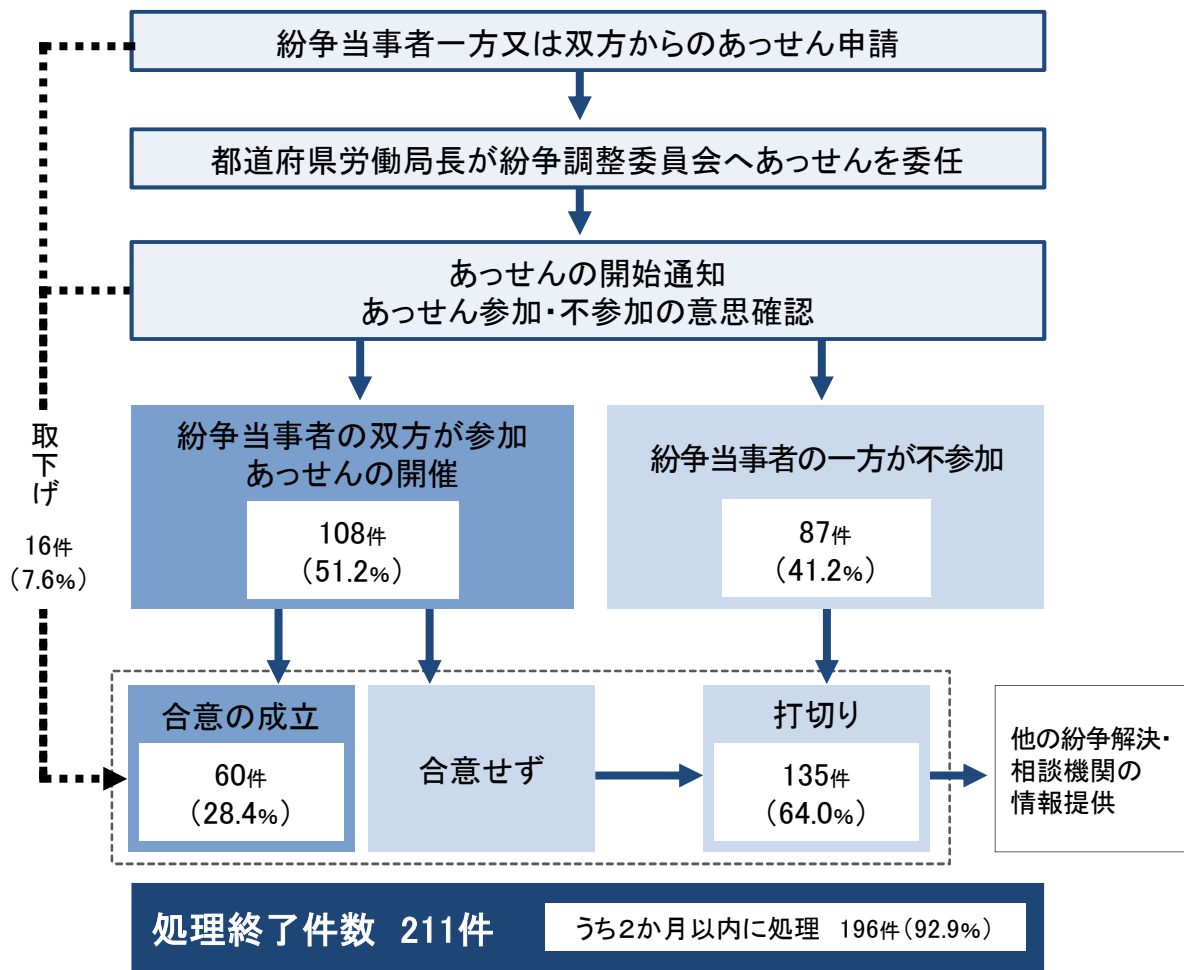 紛争当事者一方又は双方からのあっせん申請
都道府県労働局長が紛争調整委員会へあっせんを委任
あっせんの開始通知
あっせん参加・不参加の意思確認
紛争当事者の双方が参加
あっせんの開催
108件
(51.2%)
紛争当事者の一方が不参加
87件
(41.2%)
取下げ
16件
(7.6%)
合意の成立
60件
(28.4%)
合意せず
打切り
135件
(64.0%)
他の紛争解決・
相談機関の
情報提供
処理終了件数 211件
うち2か月以内に処理 196件(92.9%)